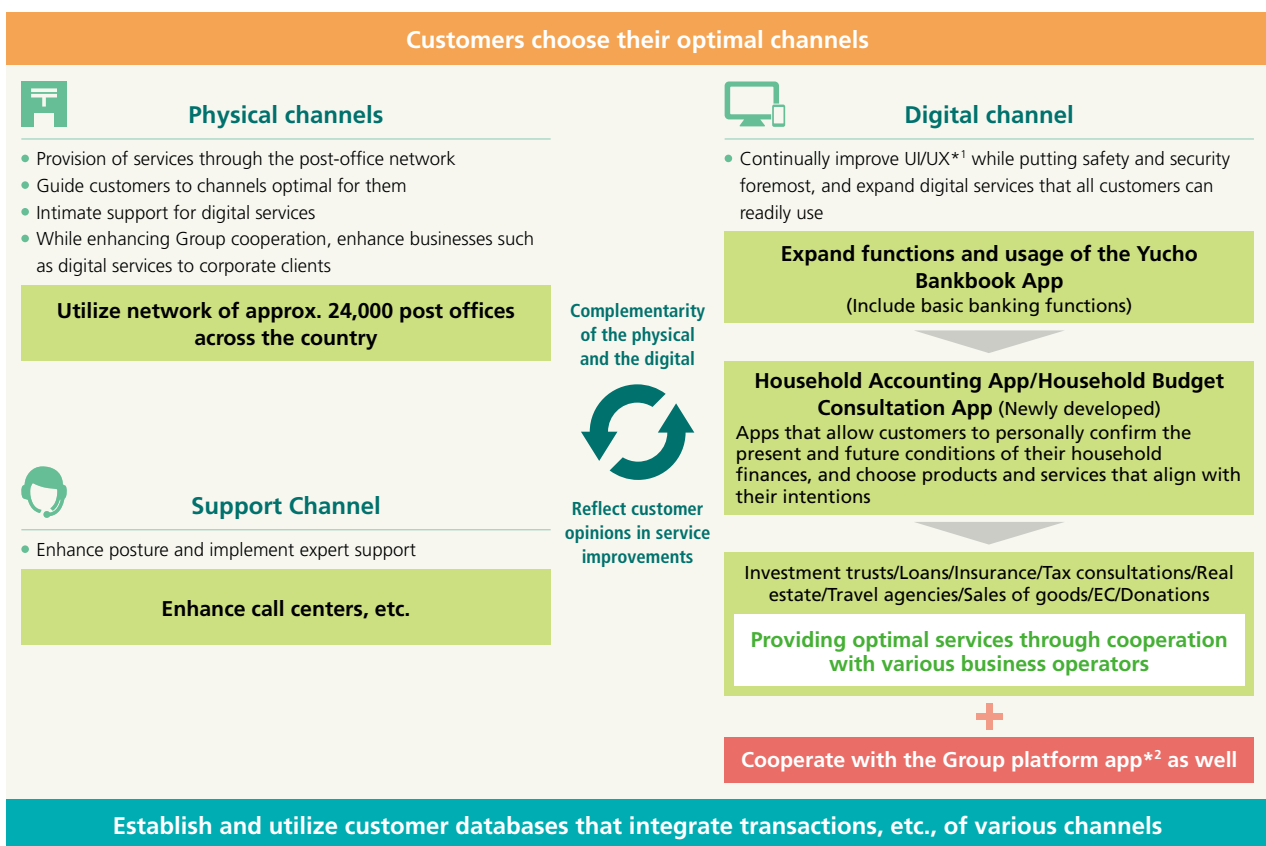 Customers choose their optimal channels
Physical channels
• Provision of services through the post-office network
• Guide customers to channels optimal for them
• Intimate support for digital services
• While enhancing Group cooperation, enhance businesses such
as digital services to corporate clients
Utilize network of approx. 24,000 post offices
across the country
Support Channel
• Enhance posture and implement expert support
Enhance call centers, etc.
Complementarity
of the physical
and the digital
Reflect customer
opinions in service
improvements
Digital channel
• Continually improve UI/UX*1 while putting safety and security
foremost, and expand digital services that all customers can
readily use
Expand functions and usage of the Yucho
Bankbook App
(Include basic banking functions)
Household Accounting App/Household Budget
Consultation App (Newly developed)
Apps that allow customers to personally confirm the
present and future conditions of their household
finances, and choose products and services that align with
their intentions
Investment trusts/Loans/Insurance/Tax consultations/Real
estate/Travel agencies/Sales of goods/EC/Donations
Providing optimal services through cooperation
with various business operators
+
Cooperate with the Group platform app*2 as well
Establish and utilize customer databases that integrate transactions, etc., of various channels